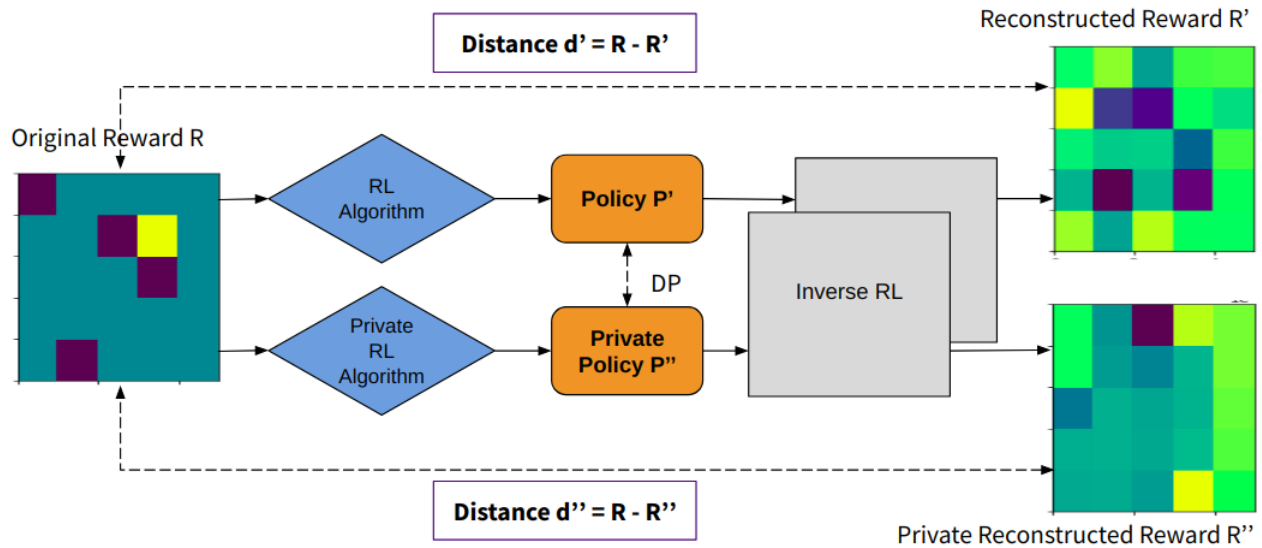 Reconstructed Reward R’
Distance d’ = R - R’
Original Reward R
RL
Algorithm
Policy P’
DP
Inverse RL
Private
RL
Algorithm
Private
Policy P’’
Distance d’’ = R - R’’
Private Reconstructed Reward R’’